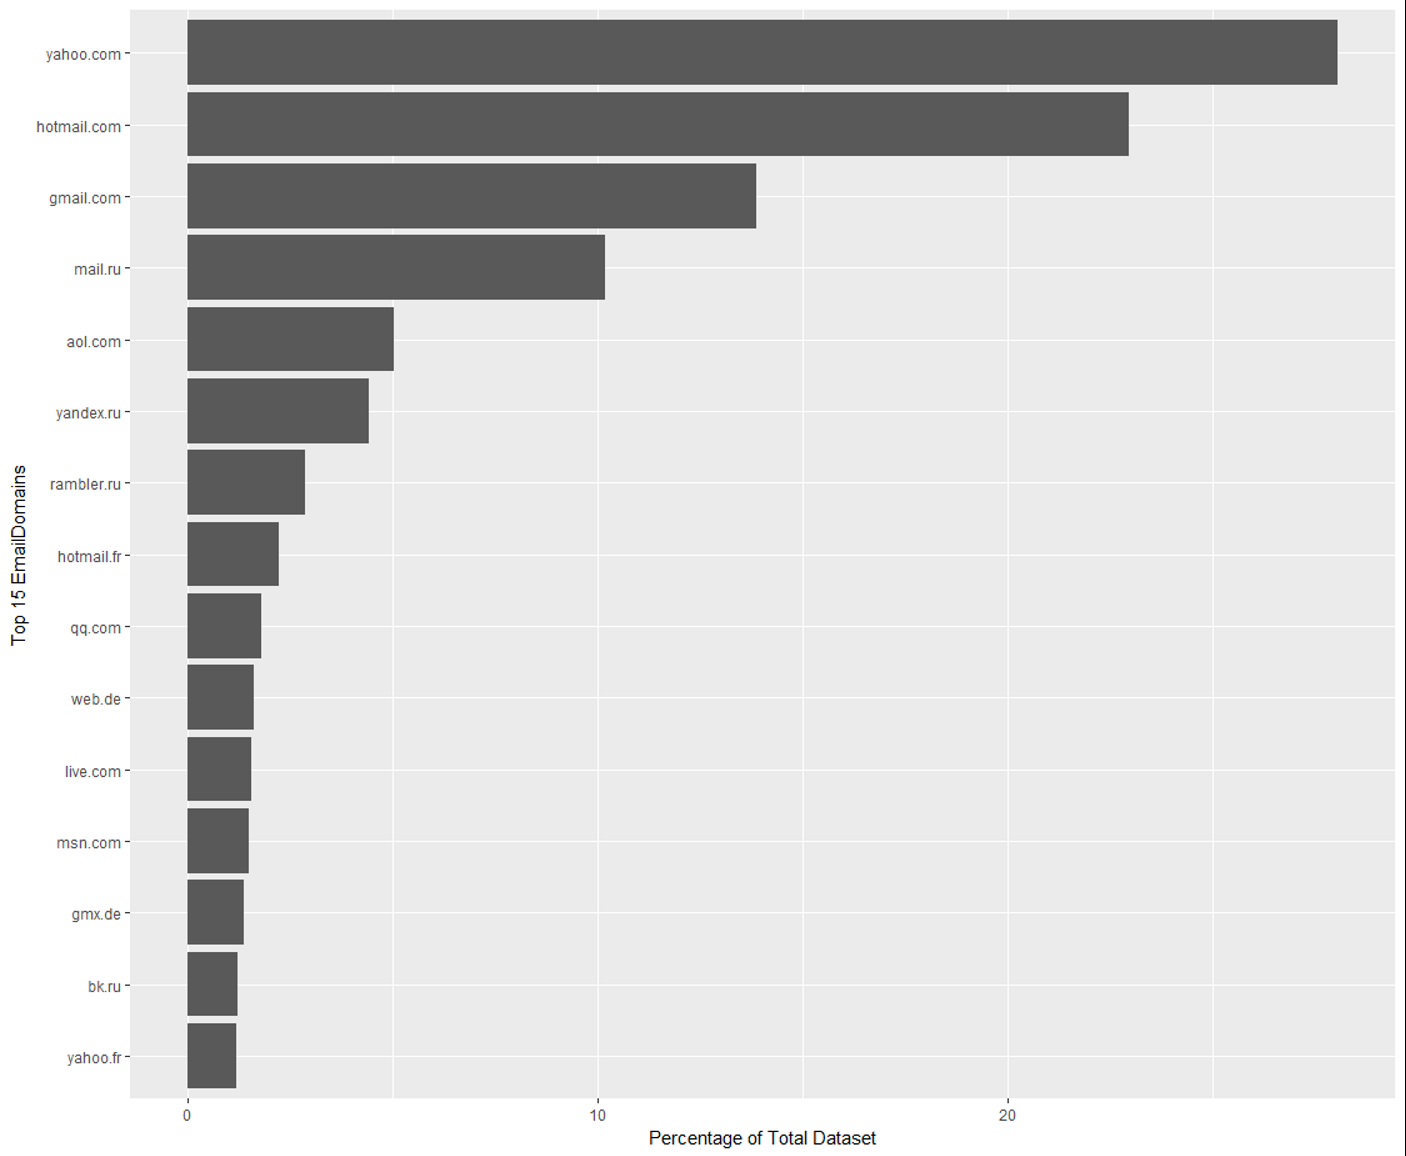 yahoo.com
hotmail.com
gmail.com
mail.ru
aol.com
yandex.ru
rambler.ru
hotmail.fr
qq.com
web.de
live.com
msn.com
gmx.de
bk.ru
yahoo.fr
Top 15 EmailDomains
0 10 20
Percentage of Total Dataset